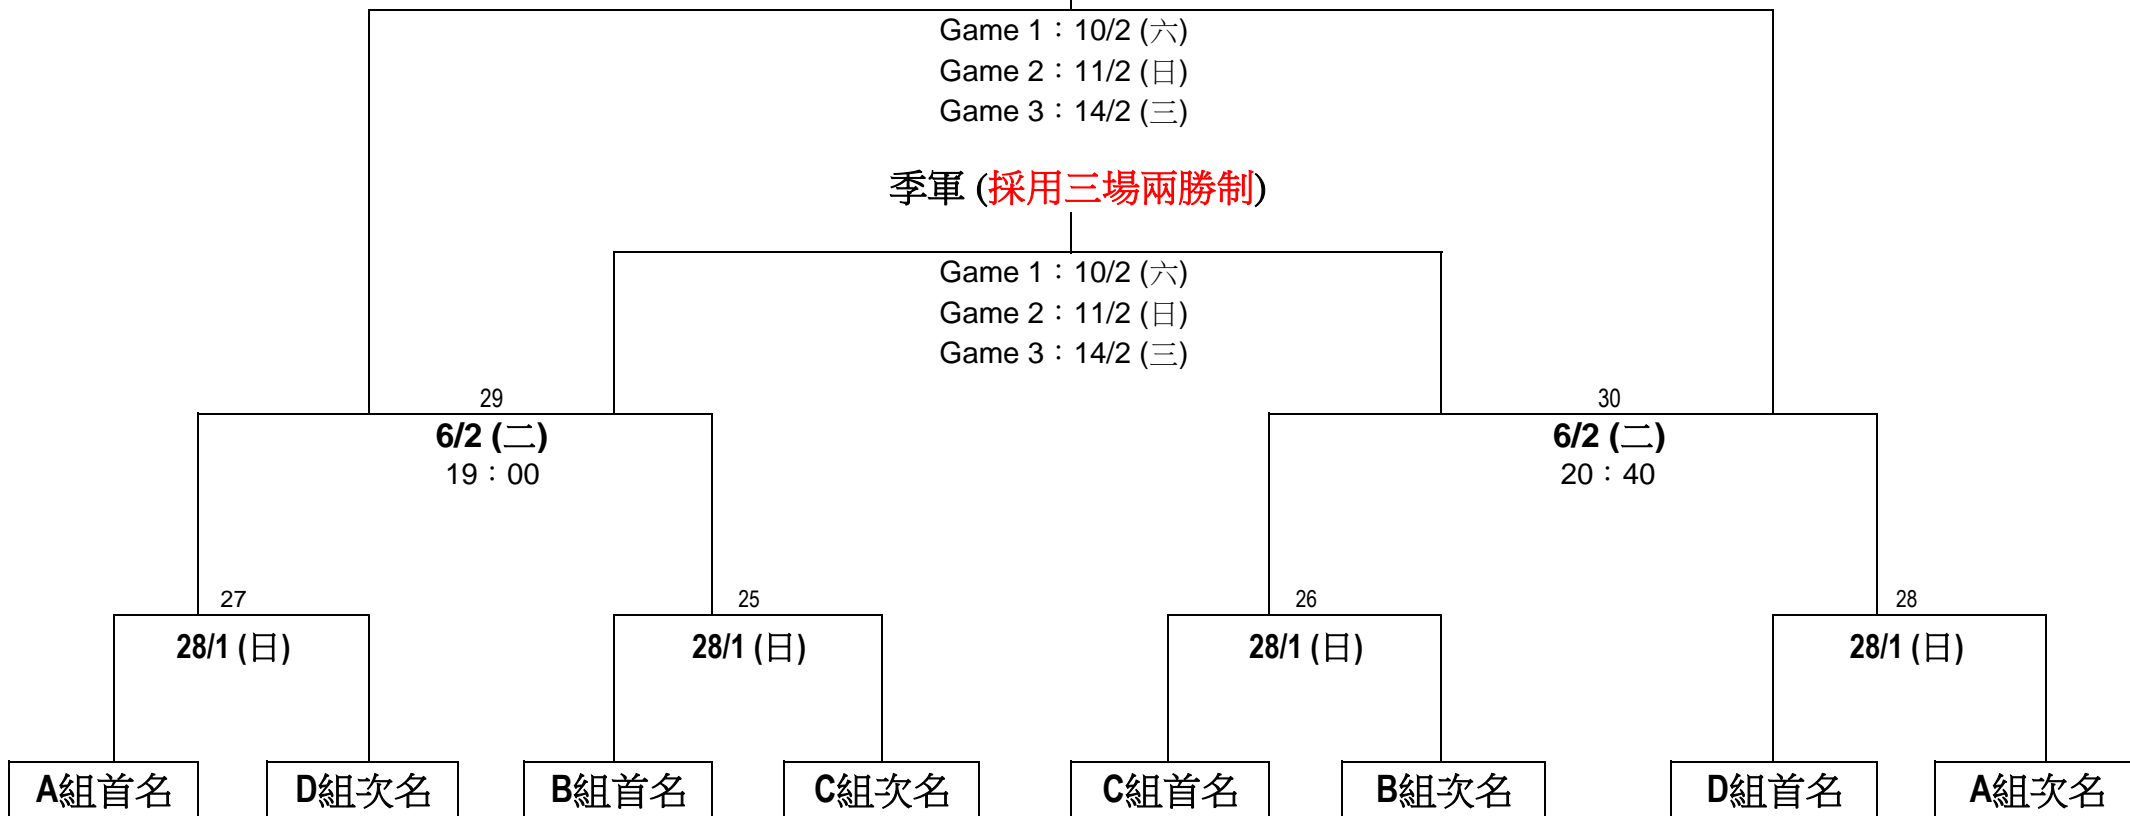 Game 1：10/2 (六)
Game 2：11/2 (日)
Game 3：14/2 (三)
季軍 (採用三場兩勝制)
Game 1：10/2 (六)
Game 2：11/2 (日)
Game 3：14/2 (三)
29 30
6/2 (二) 6/2 (二)
19：00 20：40
27 25 26 28
28/1 (日) 28/1 (日) 28/1 (日) 28/1 (日)
A組首名 D組次名 B組首名 C組次名 C組首名 B組次名 D組首名 A組次名